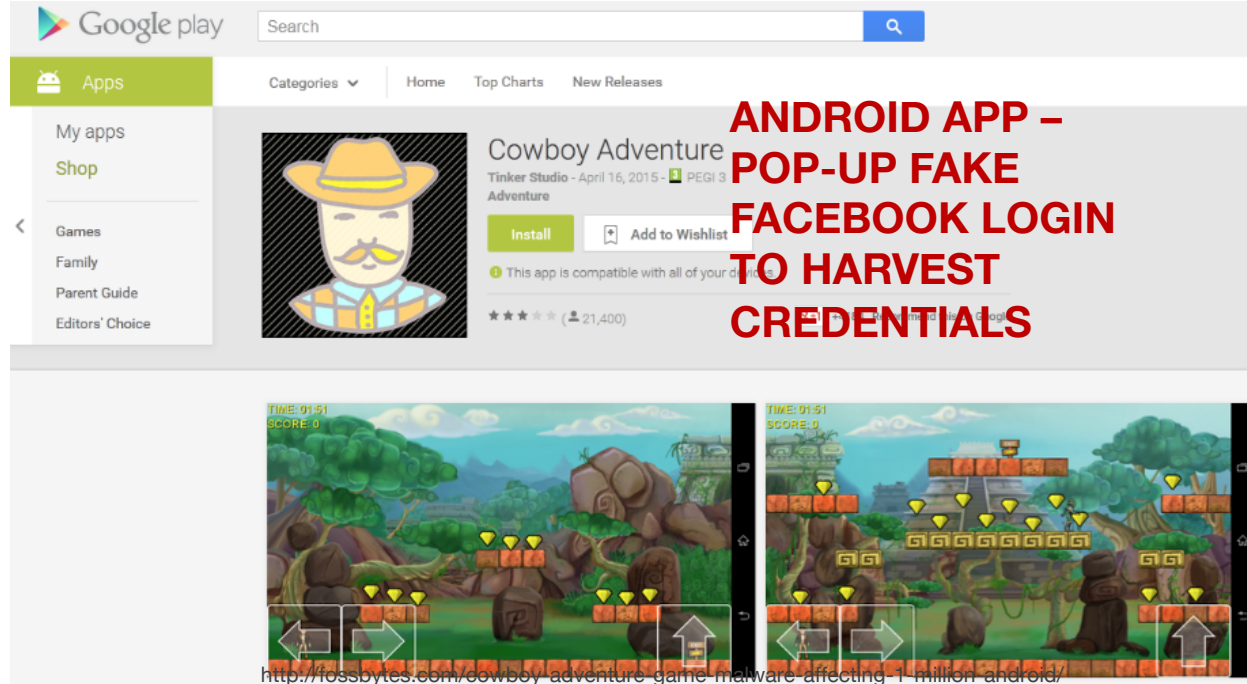 Google play
Search
Apps
Categories
Home
Top Charts
New Releases
My apps
Shop
Games
Family
Parent Guide
Editors' Choice
Cowboy Adventure
Tinker Studio - April 16, 2015 - 3 PEGI 3
Adventure
Install
Add to Wishlist
This app is compatible with all of your devices.
(21,400)
ANDROID APP –
POP-UP FAKE
FACEBOOK LOGIN
TO HARVEST
CREDENTIALS
TIME: 01:51
SCORE: 0
TIME: 01:51
SCORE: 0
http://fossbytes.com/cowboy-adventure-game-malware-affecting-1-million-android/